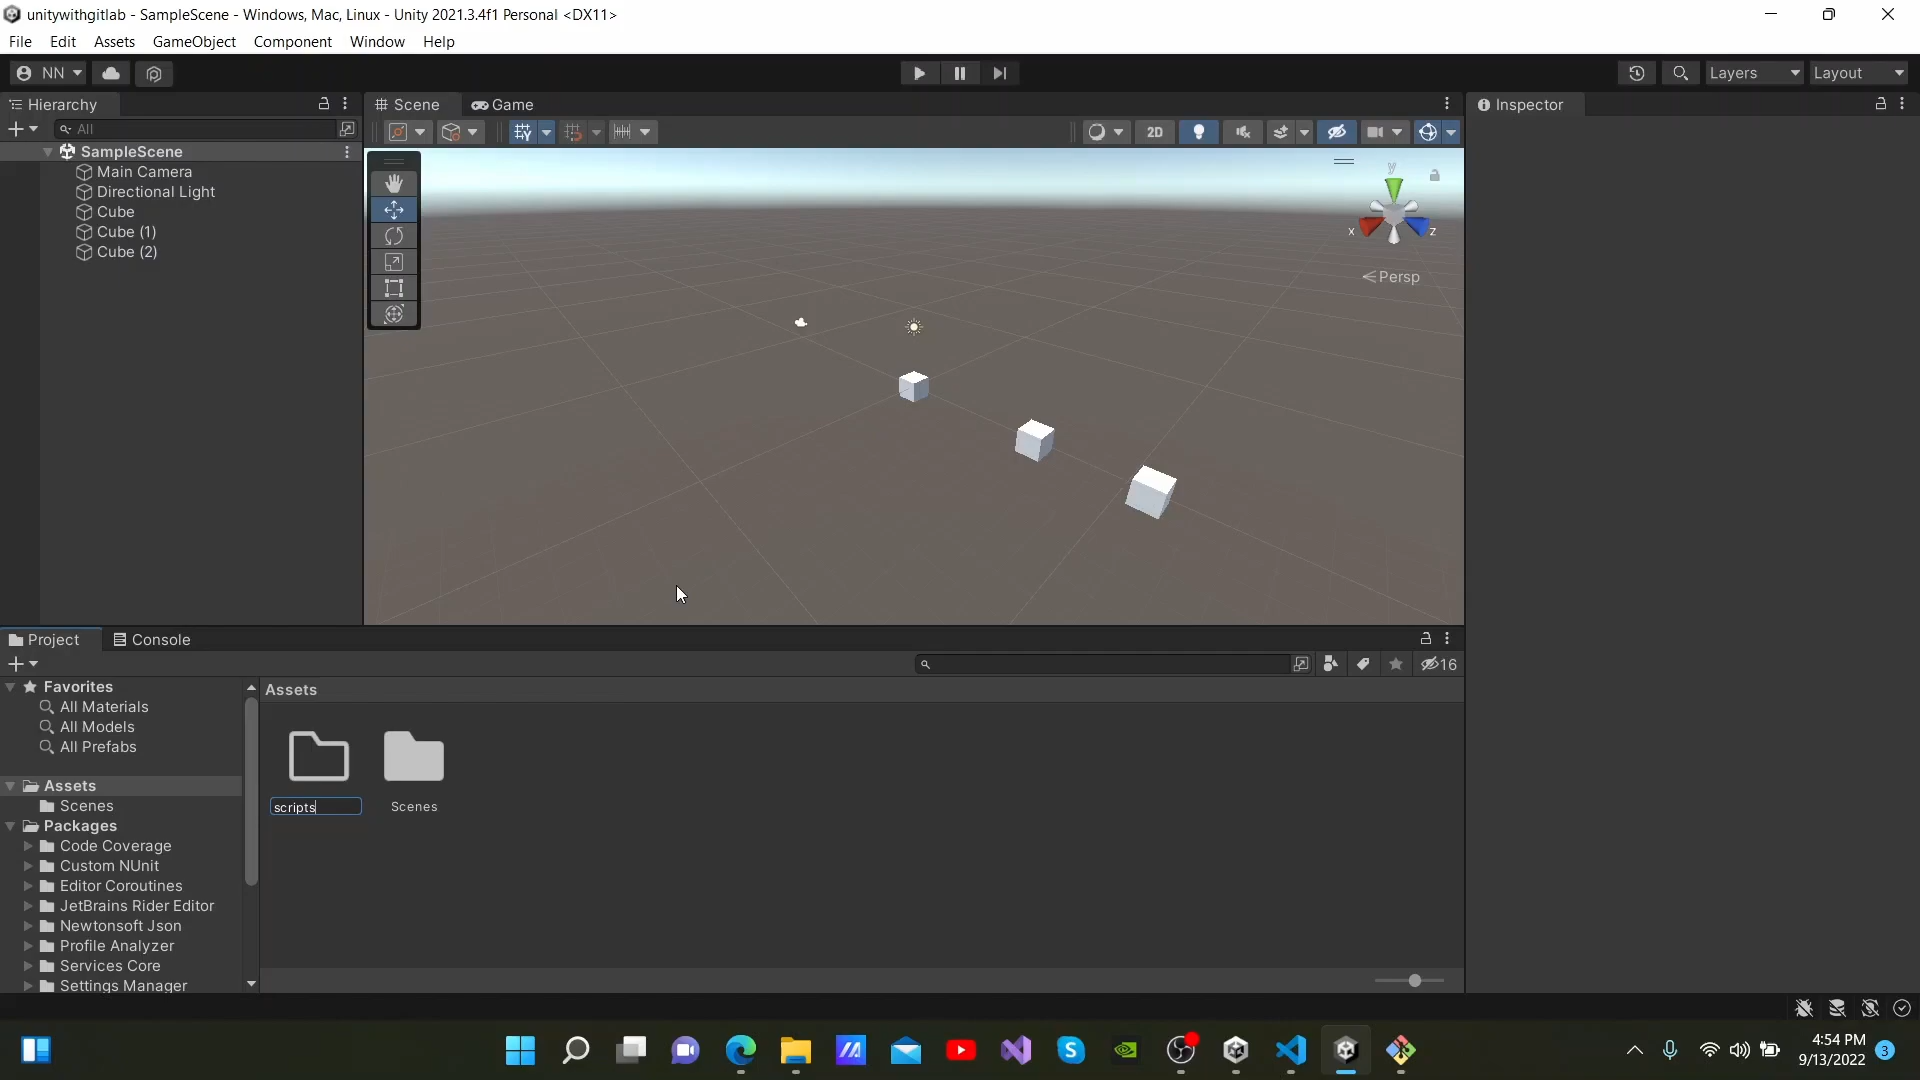 unitywithgitlab - SampleScene - Windows, Mac, Linux - Unity 2021.3.4f1 Personal <DX11>
File Edit Assets GameObject Component Window Help
NN
Layers
Layout
Hierarchy
Scene
Game
Inspector
All
2D
SampleScene
Main Camera
Directional Light
Cube
Cube (1)
Cube (2)
y
x
z
Persp
Project
Console
16
Favorites
All Materials
All Models
All Prefabs
Assets
Scenes
Packages
Code Coverage
Custom NUnit
Editor Coroutines
JetBrains Rider Editor
Newtonsoft Json
Profile Analyzer
Services Core
Settings Manager
Assets
scripts
Scenes
4:54 PM
9/13/2022
3